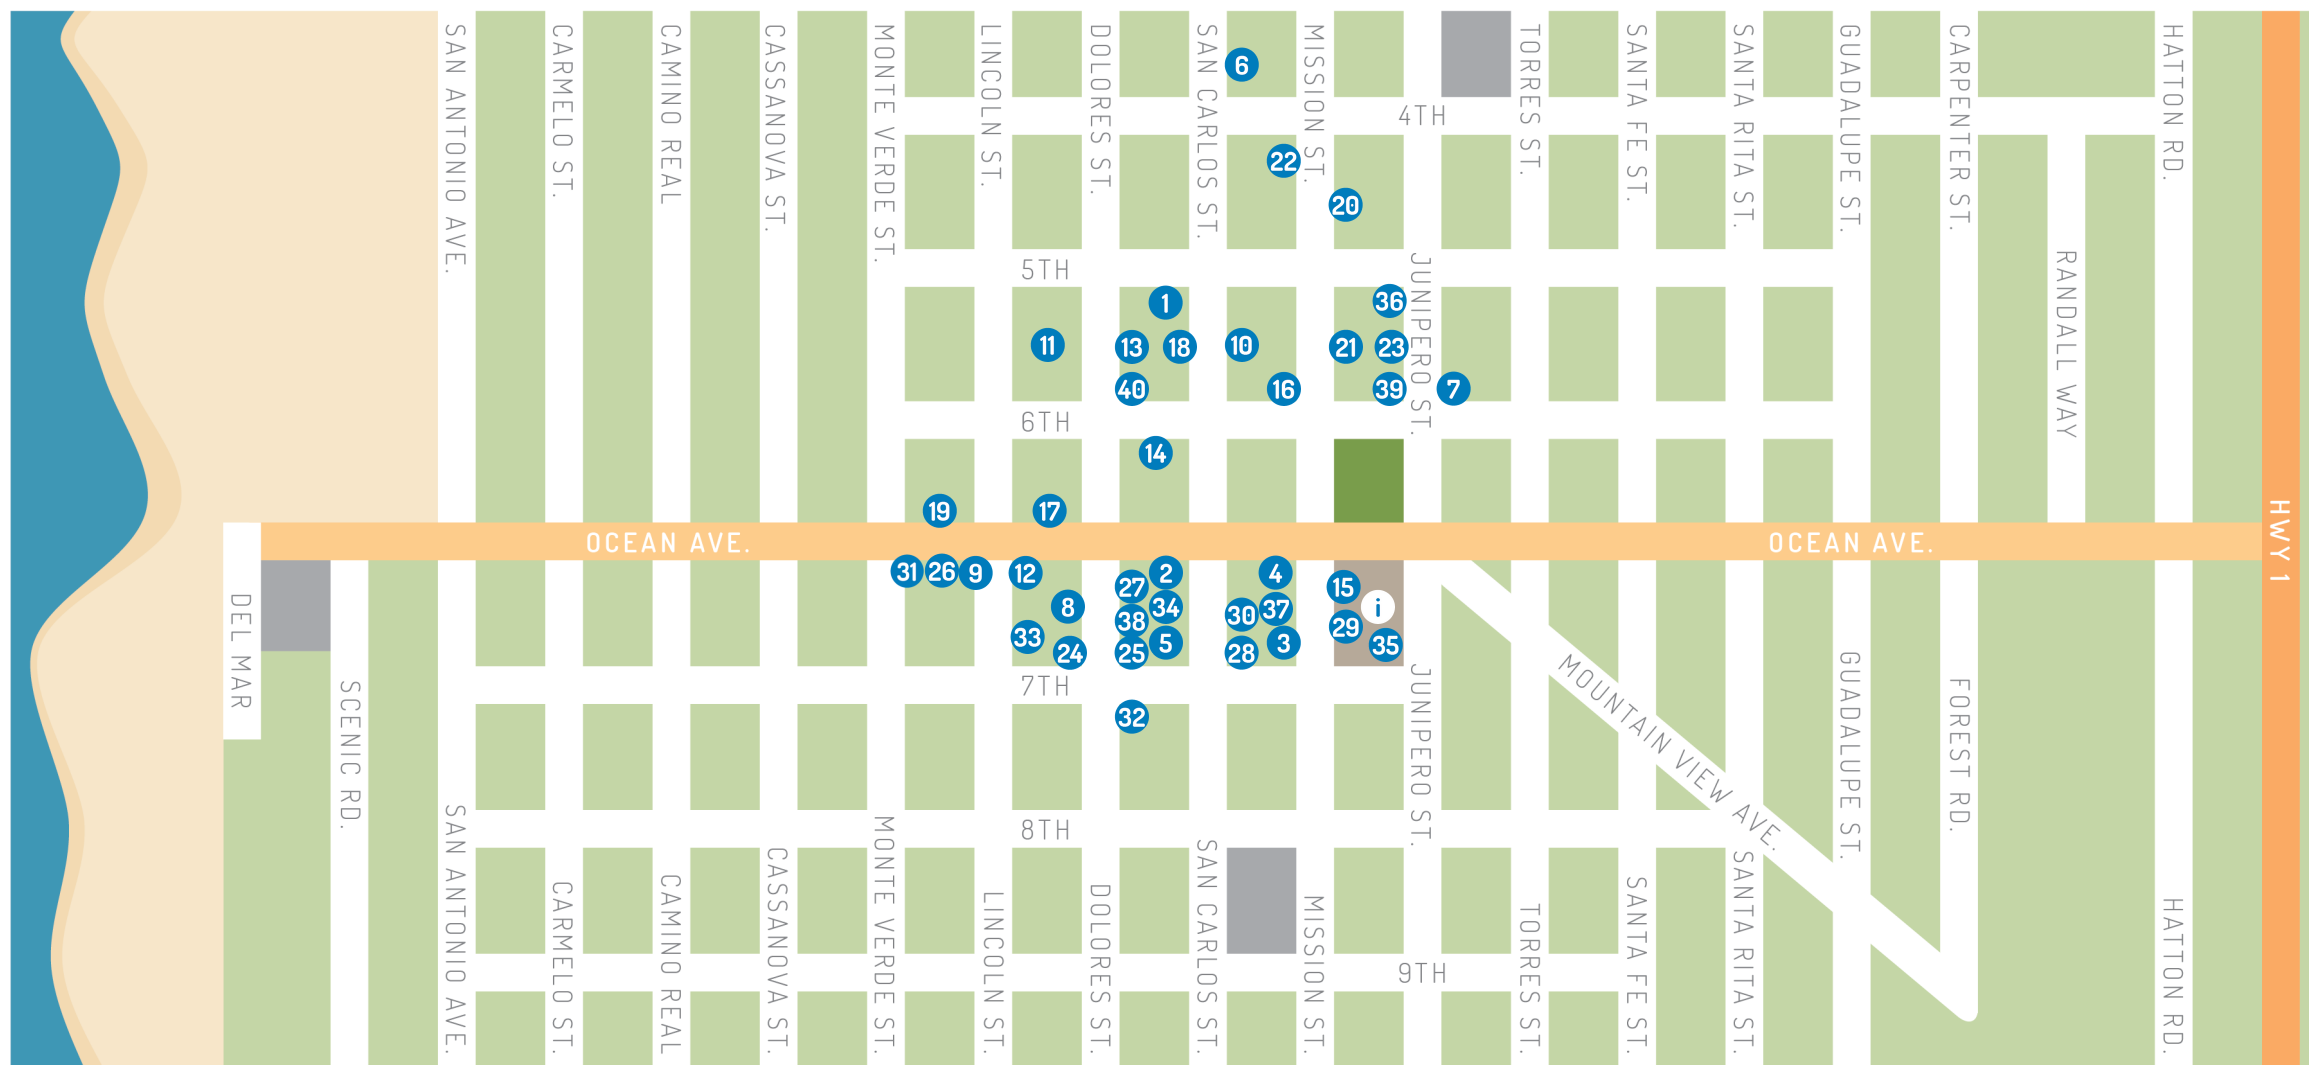 SAN ANTONIO AVE.
CARMELO ST.
CAMINO REAL
CASSANOVA ST.
MONTE VERDE ST.
LINCOLN ST.
DOLORES ST.
SAN CARLOS ST.
MISSION ST.
TORRES ST.
SANTA FE ST.
SANTA RITA ST.
GUADALUPE ST.
CARPENTER ST.
HATTON RD.
6
4TH
22
20
5TH
JUNIPERO ST.
RANDALL WAY
1
36
11
13
18
10
21
23
40
16
39
7
6TH
14
19
17
HWY 1
OCEAN AVE.
OCEAN AVE.
31
26
9
12
2
4
27
15
8
34
30
37
i
33
38
29
24
25
5
28
3
35
DEL MAR
7TH
SCENIC RD.
32
JUNIPERO ST.
MOUNTAIN VIEW AVE.
GUADALUPE ST.
FOREST RD.
8TH
SAN ANTONIO AVE.
CARMELO ST.
CAMINO REAL
CASSANOVA ST.
MONTE VERDE ST.
LINCOLN ST.
DOLORES ST.
SAN CARLOS ST.
MISSION ST.
9TH
TORRES ST.
SANTA FE ST.
SANTA RITA ST.
HATTON RD.